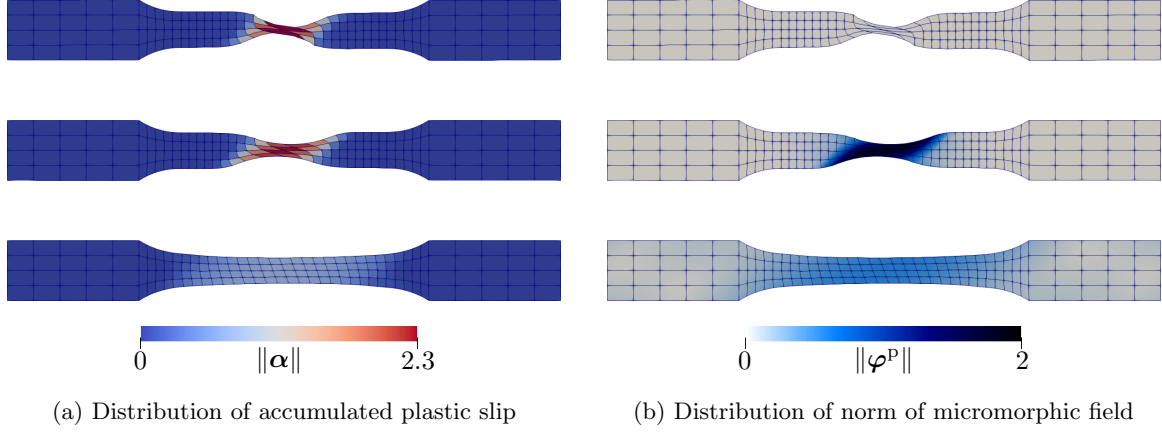 0 ‖α‖ 2.3
0 ‖φᵖ‖ 2
(a) Distribution of accumulated plastic slip
(b) Distribution of norm of micromorphic field